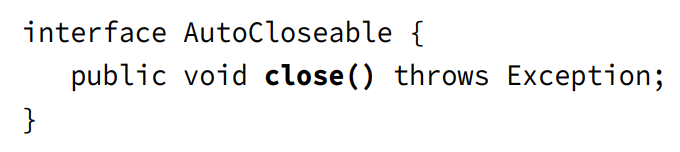 interface AutoCloseable {
   public void close() throws Exception;
}